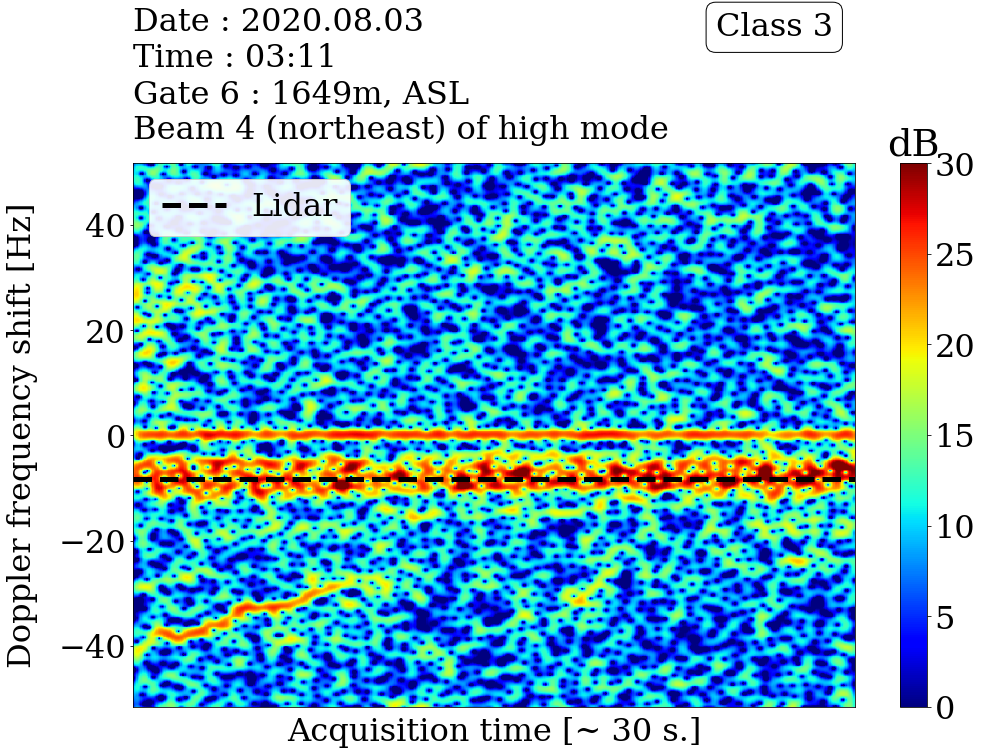 Date : 2020.08.03
Time : 03:11
Gate 6 : 1649m, ASL
Beam 4 (northeast) of high mode
Class 3
dB
Lidar
Doppler frequency shift [Hz]
40
20
0
−20
−40
30
25
20
15
10
5
0
Acquisition time [~ 30 s.]